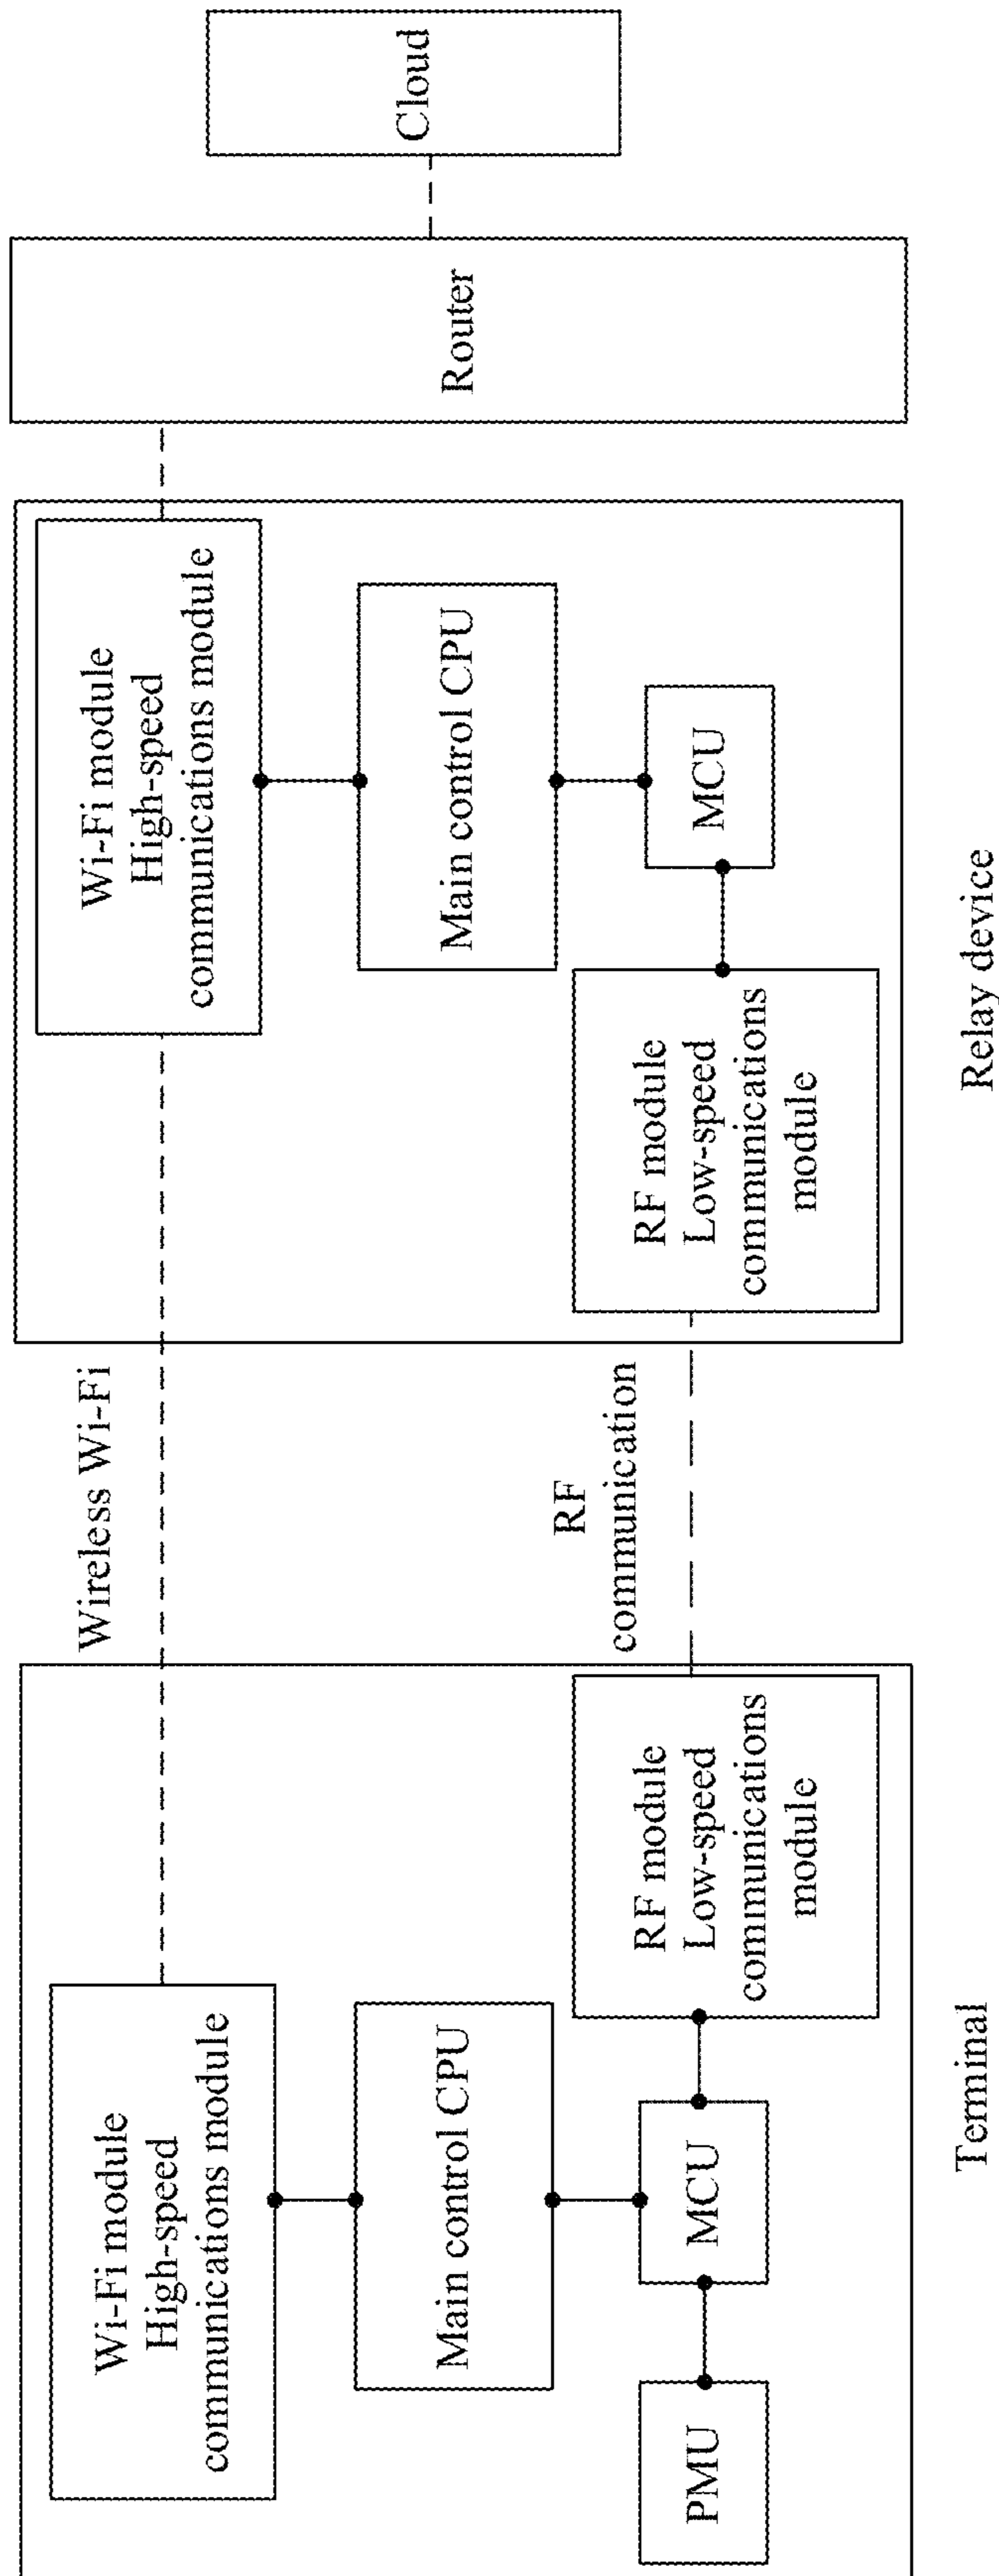 Wi-Fi module
High-speed
communications module
Main control CPU
PMU
MCU
RF module
Low-speed
communications
module
Terminal
Wireless Wi-Fi
RF
communication
Wi-Fi module
High-speed
communications module
Main control CPU
RF module
Low-speed
communications
module
MCU
Relay device
Router
Cloud